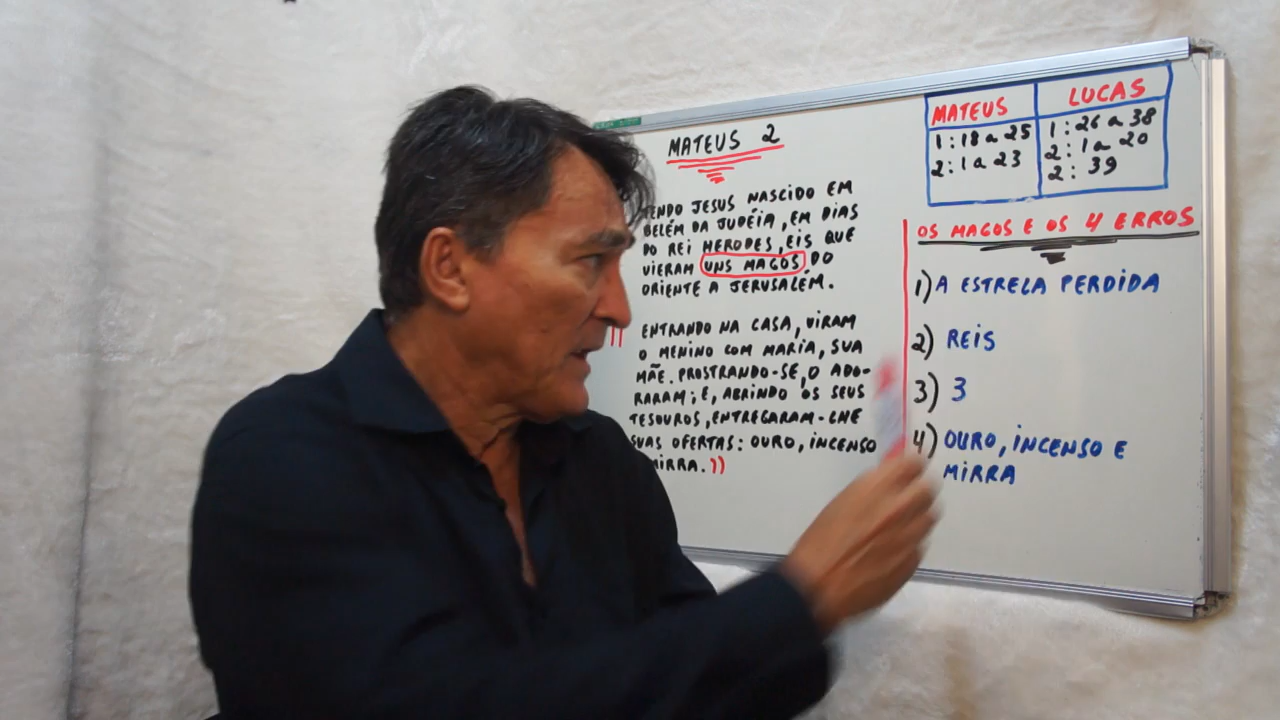 MATEUS 2
TENDO JESUS NASCIDO EM
BELÉM DA JUDÉIA, EM DIAS
DO REI HERODES, EIS QUE
VIERAM UNS MAGOS DO
ORIENTE A JERUSALÉM.
" ENTRANDO NA CASA, VIRAM
O MENINO COM MARIA, SUA
MÃE. PROSTRANDO-SE, O ADO-
RARAM; E, ABRINDO OS SEUS
TESOUROS, ENTREGARAM-LHE
SUAS OFERTAS: OURO, INCENSO
MIRRA. "
MATEUS
1:18 a 25
2:1 a 23
LUCAS
1:26 a 38
2: 1 a 20
2: 39
OS MAGOS E OS 4 ERROS
1) A ESTRELA PERDIDA
2) REIS
3) 3
4) OURO, INCENSO E
MIRRA